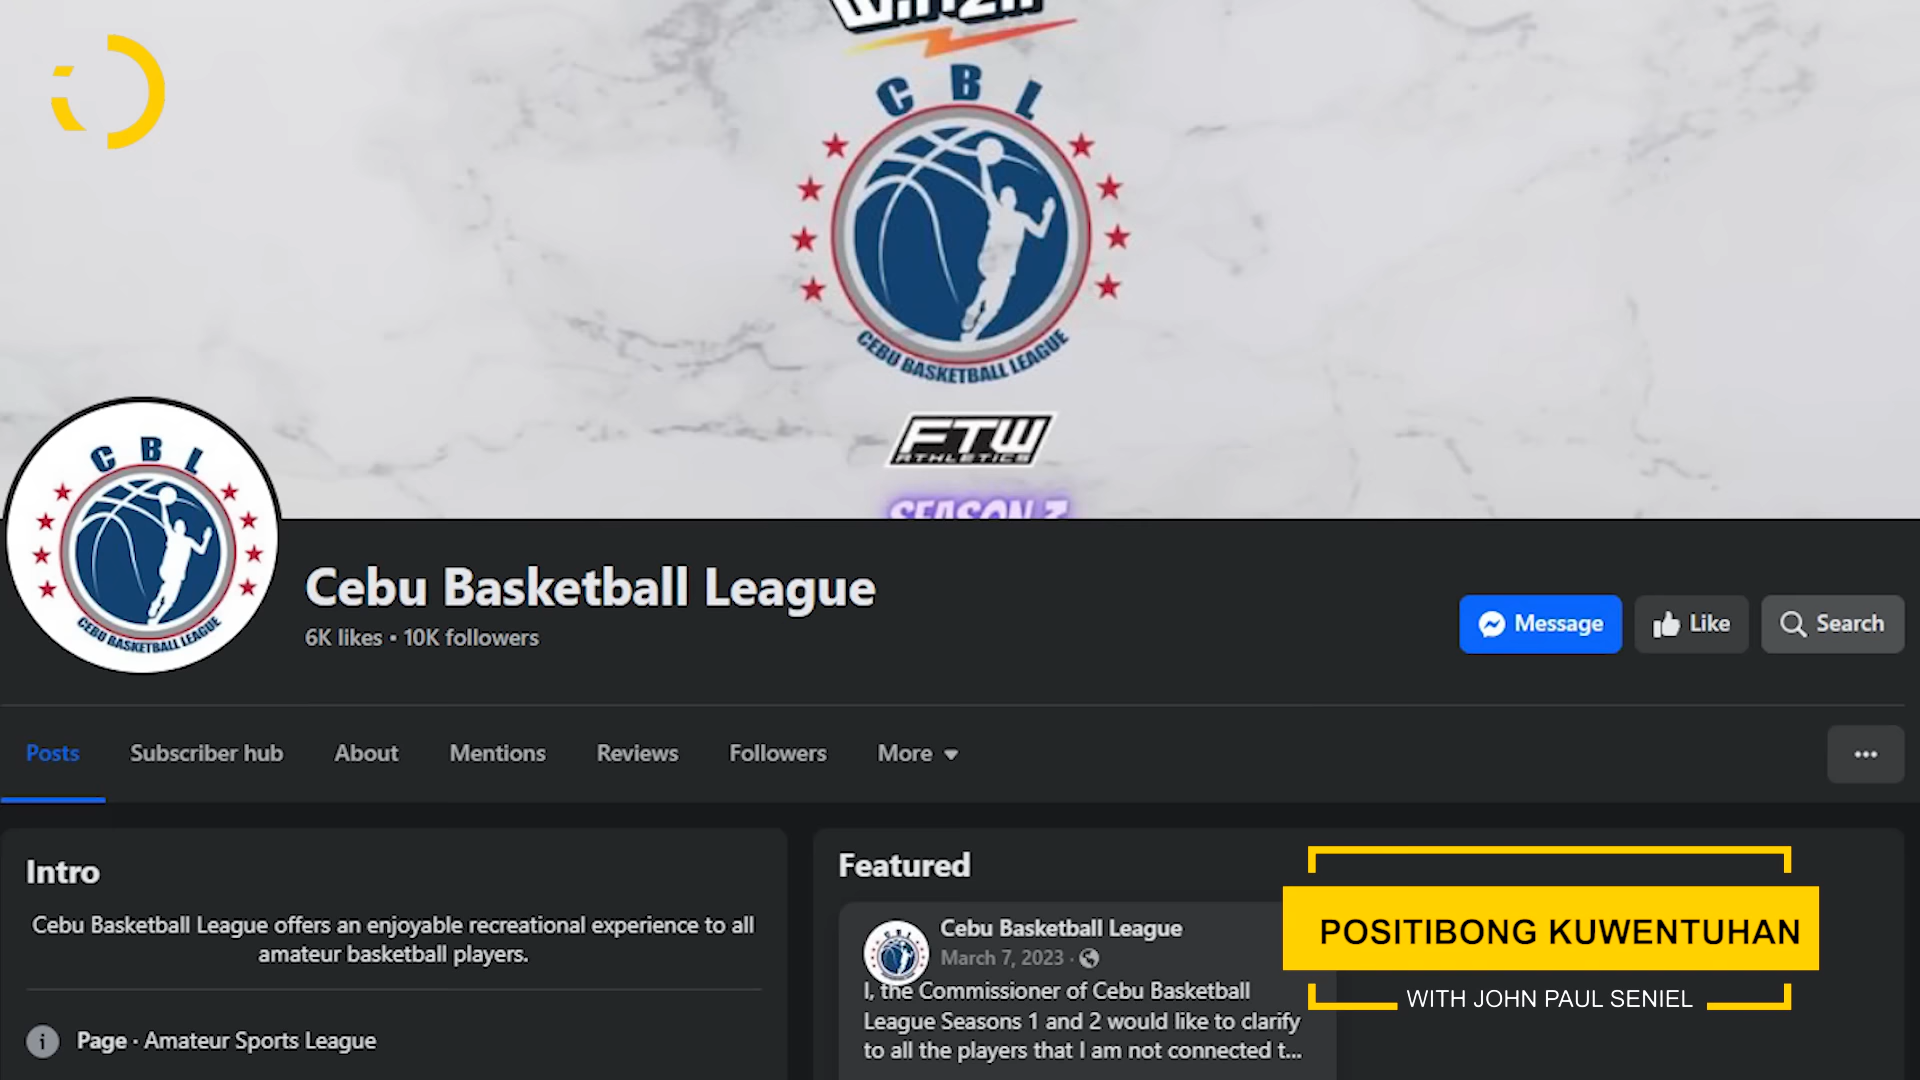 CBL
CEBU BASKETBALL LEAGUE
FTW
ATHLETICS
SEASON
CBL
CEBU BASKETBALL LEAGUE
Cebu Basketball League
6K likes • 10K followers
Message
Like
Search
Posts
Subscriber hub
About
Mentions
Reviews
Followers
More
Intro
Cebu Basketball League offers an enjoyable recreational experience to all
amateur basketball players.
Page · Amateur Sports League
Featured
Cebu Basketball League
March 7, 2023 ·
I, the Commissioner of Cebu Basketball
League Seasons 1 and 2 would like to clarify
to all the players that I am not connected t...
POSITIBONG KUWENTUHAN
WITH JOHN PAUL SENIEL